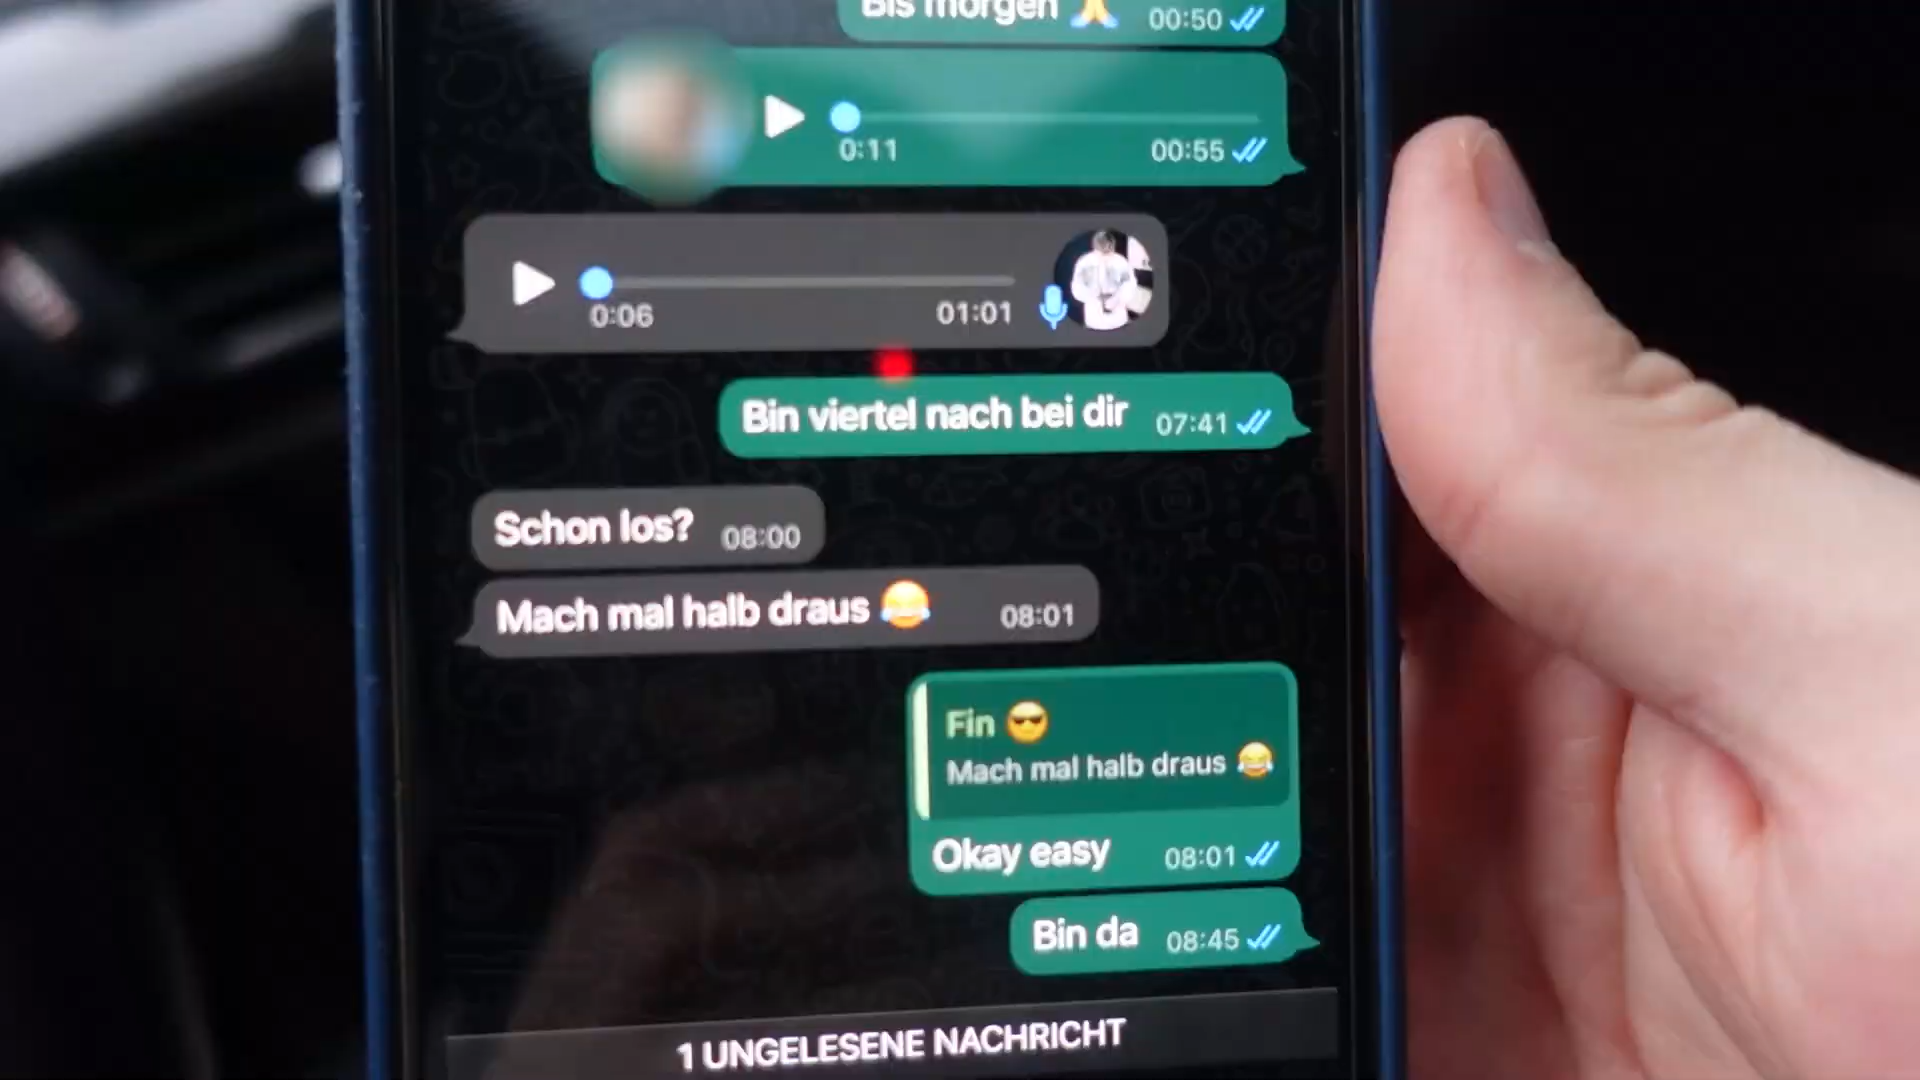 Bis morgen 🙏 00:50
0:11 00:55
0:06 01:01
Bin viertel nach bei dir 07:41
Schon los? 08:00
Mach mal halb draus 😂 08:01
Fin 😎
Mach mal halb draus 😂
Okay easy 08:01
Bin da 08:45
1 UNGELESENE NACHRICHT